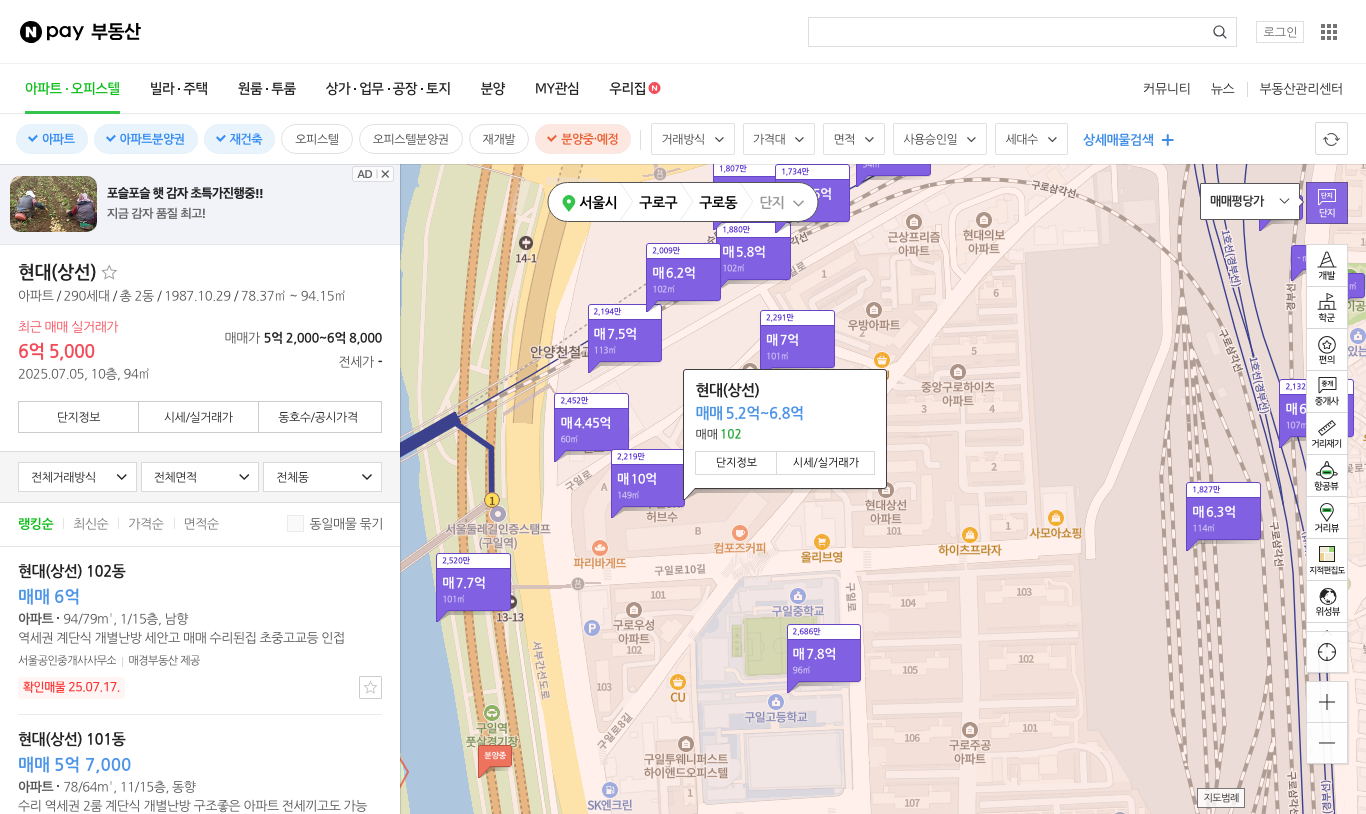 N pay 부동산
로그인
아파트·오피스텔 빌라·주택 원룸·투룸 상가·업무·공장·토지 분양 MY관심 우리집 N
커뮤니티 뉴스 부동산관리센터
아파트 아파트분양권 재건축 오피스텔 오피스텔분양권 재개발 분양중·예정 거래방식 가격대 면적 사용승인일 세대수 상세매물검색
포슬포슬 햇 감자 초특가진행중!!
지금 감자 품질 최고!
AD
현대(상선)
아파트 / 290세대 / 총 2동 / 1987.10.29 / 78.37㎡ ~ 94.15㎡
최근 매매 실거래가
6억 5,000
2025.07.05, 10층, 94㎡
매매가 5억 2,000~6억 8,000
전세가 -
단지정보 시세/실거래가 동호수/공시가격
전체거래방식 전체면적 전체동
랭킹순 최신순 가격순 면적순 동일매물 묶기
현대(상선) 102동
매매 6억
아파트 · 94/79m², 1/15층, 남향
역세권 계단식 개별난방 세안고 매매 수리된집 초중고교등 인접
서울공인중개사사무소 매경부동산 제공
확인매물 25.07.17.
현대(상선) 101동
매매 5억 7,000
아파트 · 78/64m², 11/15층, 동향
수리 역세권 2룸 계단식 개별난방 구조좋은 아파트 전세끼고도 가능
서울시 구로구 구로동 단지
1,807만
1,734만
1,880만
매5.8억
102㎡
2,009만
매6.2억
102㎡
2,194만
매7.5억
113㎡
2,291만
매7억
101㎡
2,452만
매4.45억
60㎡
2,219만
매10억
149㎡
2,520만
매7.7억
101㎡
2,686만
매7.8억
96㎡
1,827만
매6.3억
114㎡
2,132
매6
107㎡
현대(상선)
매매 5.2억~6.8억
매매 102
단지정보 시세/실거래가
14-1
근상프리즘
아파트
현대의보
아파트
구로삼각선
우방아파트
중앙구로하이츠
아파트
안양천철교
1
서울둘레길인증스탬프
(구일역)
13-13
허브수
현대상선
아파트
컴포즈커피
올리브영
하이츠프라자
사모아쇼핑
파리바게뜨
구일로10길
구로우성
아파트
구일중학교
구일로
서부간선도로
CU
구일고등학교
구일역
풋살경기장
분양중
구일로8길
구일투웨니퍼스트
하이앤드오피스텔
구로주공
아파트
SK엔크린
1호선(경부선)
구로삼각선
1
5
3
4
2
A
B
101
1
101
104
103
102
105
102
103
106
101
107
1
매매평당가
단지
단지
개발
학군
편의
중개
중개사
거리재기
항공뷰
거리뷰
지적편집도
위성뷰
지도범례